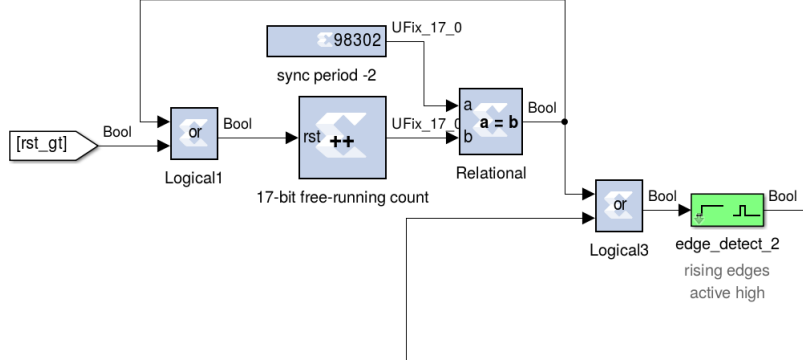 UFix_17_0
98302
sync period -2
[rst_gt]
Bool
or
Bool
Logical1
rst
++
17-bit free-running count
UFix_17_0
a
b
a = b
Bool
Relational
or
Bool
Logical3
Bool
edge_detect_2
rising edges
active high